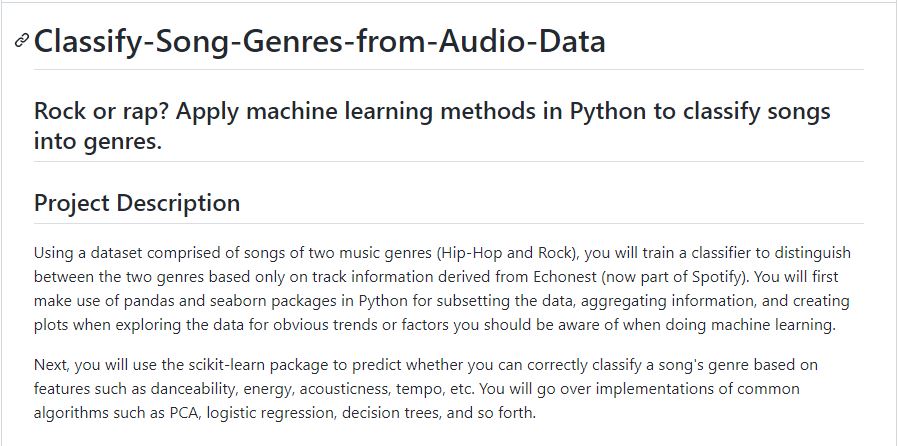 Classify-Song-Genres-from-Audio-Data
Rock or rap? Apply machine learning methods in Python to classify songs
into genres.
Project Description
Using a dataset comprised of songs of two music genres (Hip-Hop and Rock), you will train a classifier to distinguish
between the two genres based only on track information derived from Echonest (now part of Spotify). You will first
make use of pandas and seaborn packages in Python for subsetting the data, aggregating information, and creating
plots when exploring the data for obvious trends or factors you should be aware of when doing machine learning.
Next, you will use the scikit-learn package to predict whether you can correctly classify a song's genre based on
features such as danceability, energy, acousticness, tempo, etc. You will go over implementations of common
algorithms such as PCA, logistic regression, decision trees, and so forth.